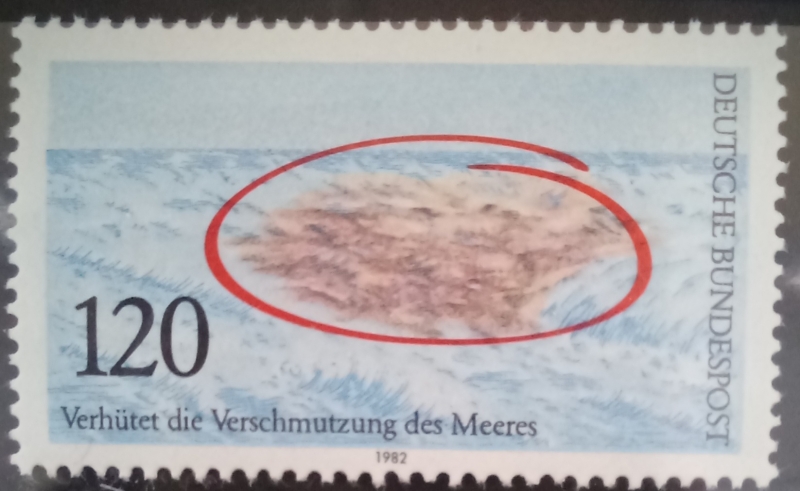 DEUTSCHE BUNDESPOST
120
Verhütet die Verschmutzung des Meeres
1982